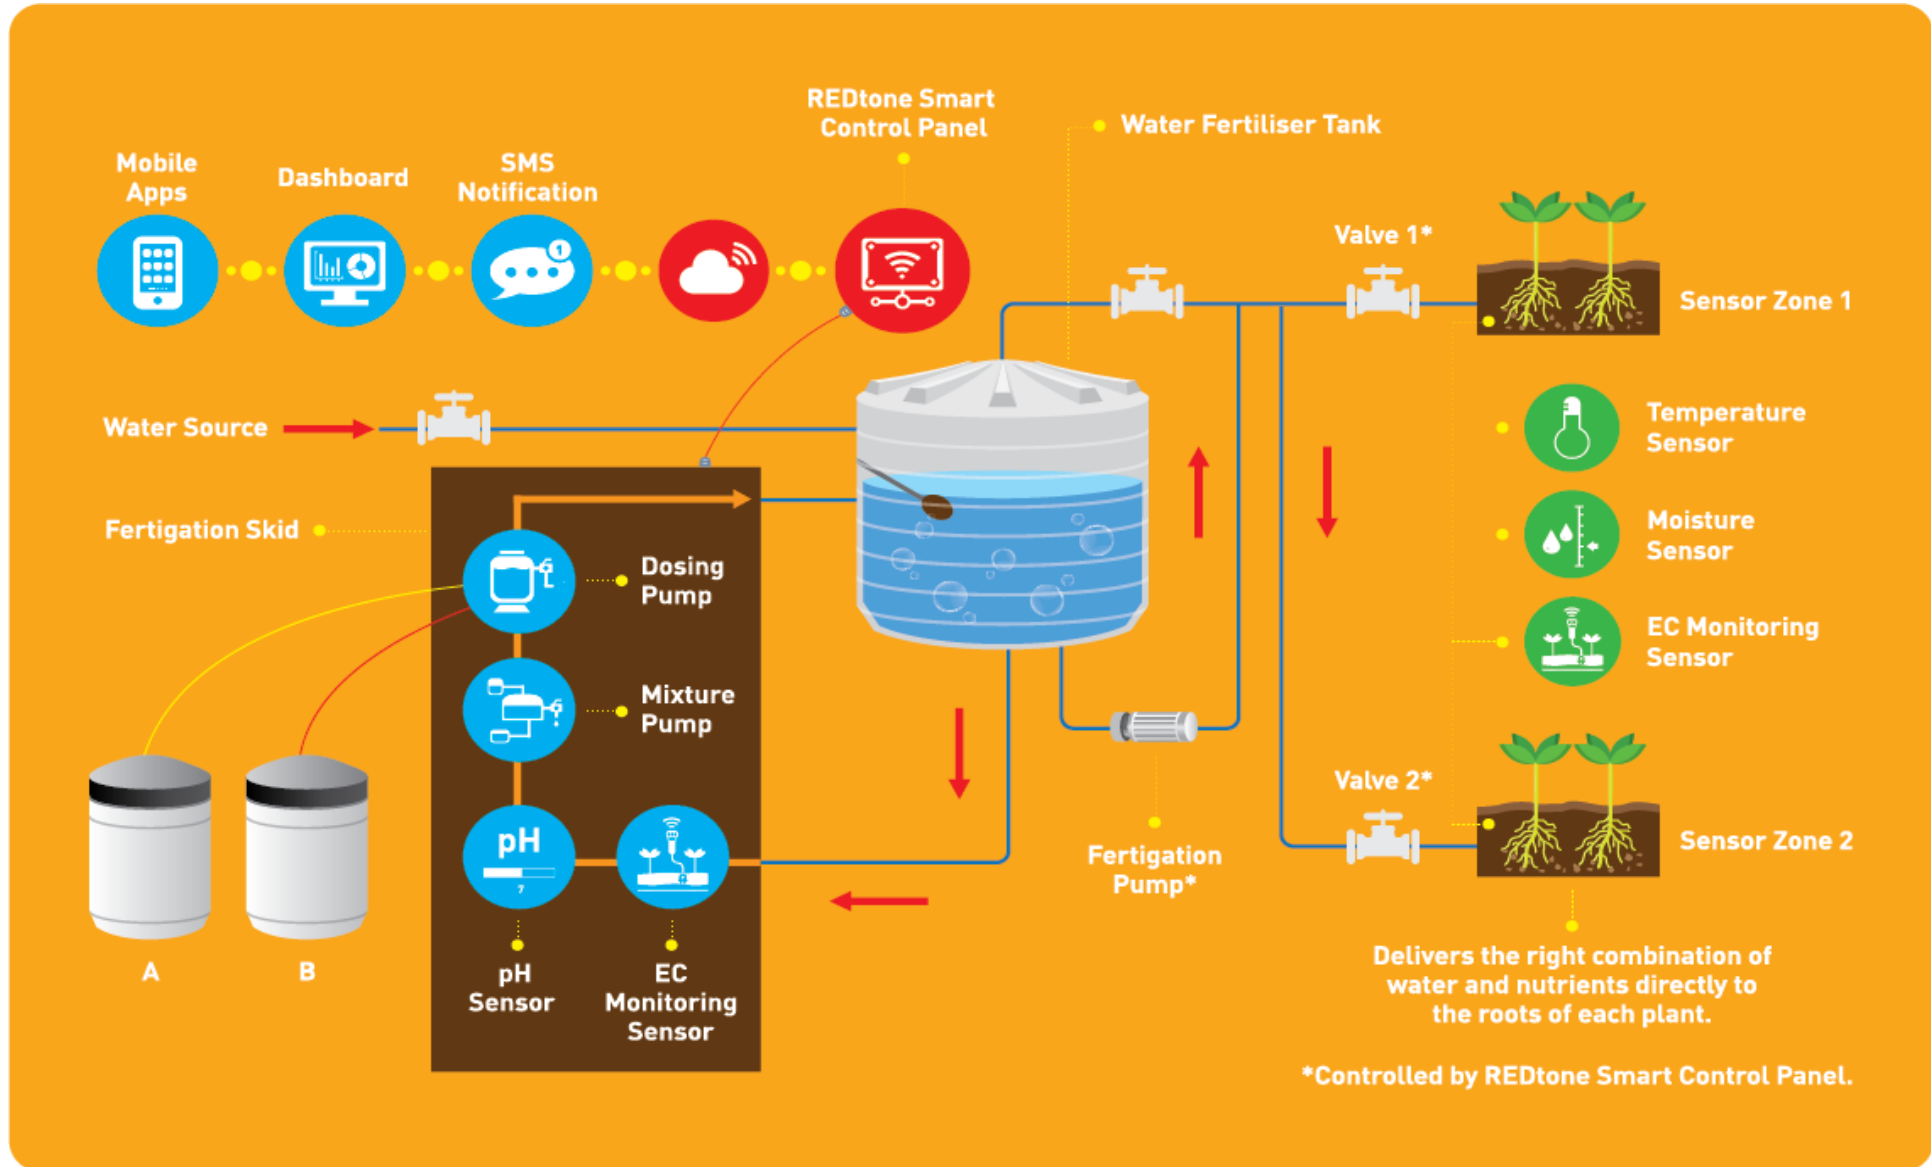 REDtone Smart
Control Panel
Water Fertiliser Tank
Mobile
Apps
Dashboard
SMS
Notification
1
Valve 1*
Sensor Zone 1
Water Source
Temperature
Sensor
Fertigation Skid
Moisture
Sensor
Dosing
Pump
EC Monitoring
Sensor
Mixture
Pump
Valve 2*
pH
7
Sensor Zone 2
Fertigation
Pump*
A
B
pH
Sensor
EC
Monitoring
Sensor
Delivers the right combination of
water and nutrients directly to
the roots of each plant.
*Controlled by REDtone Smart Control Panel.